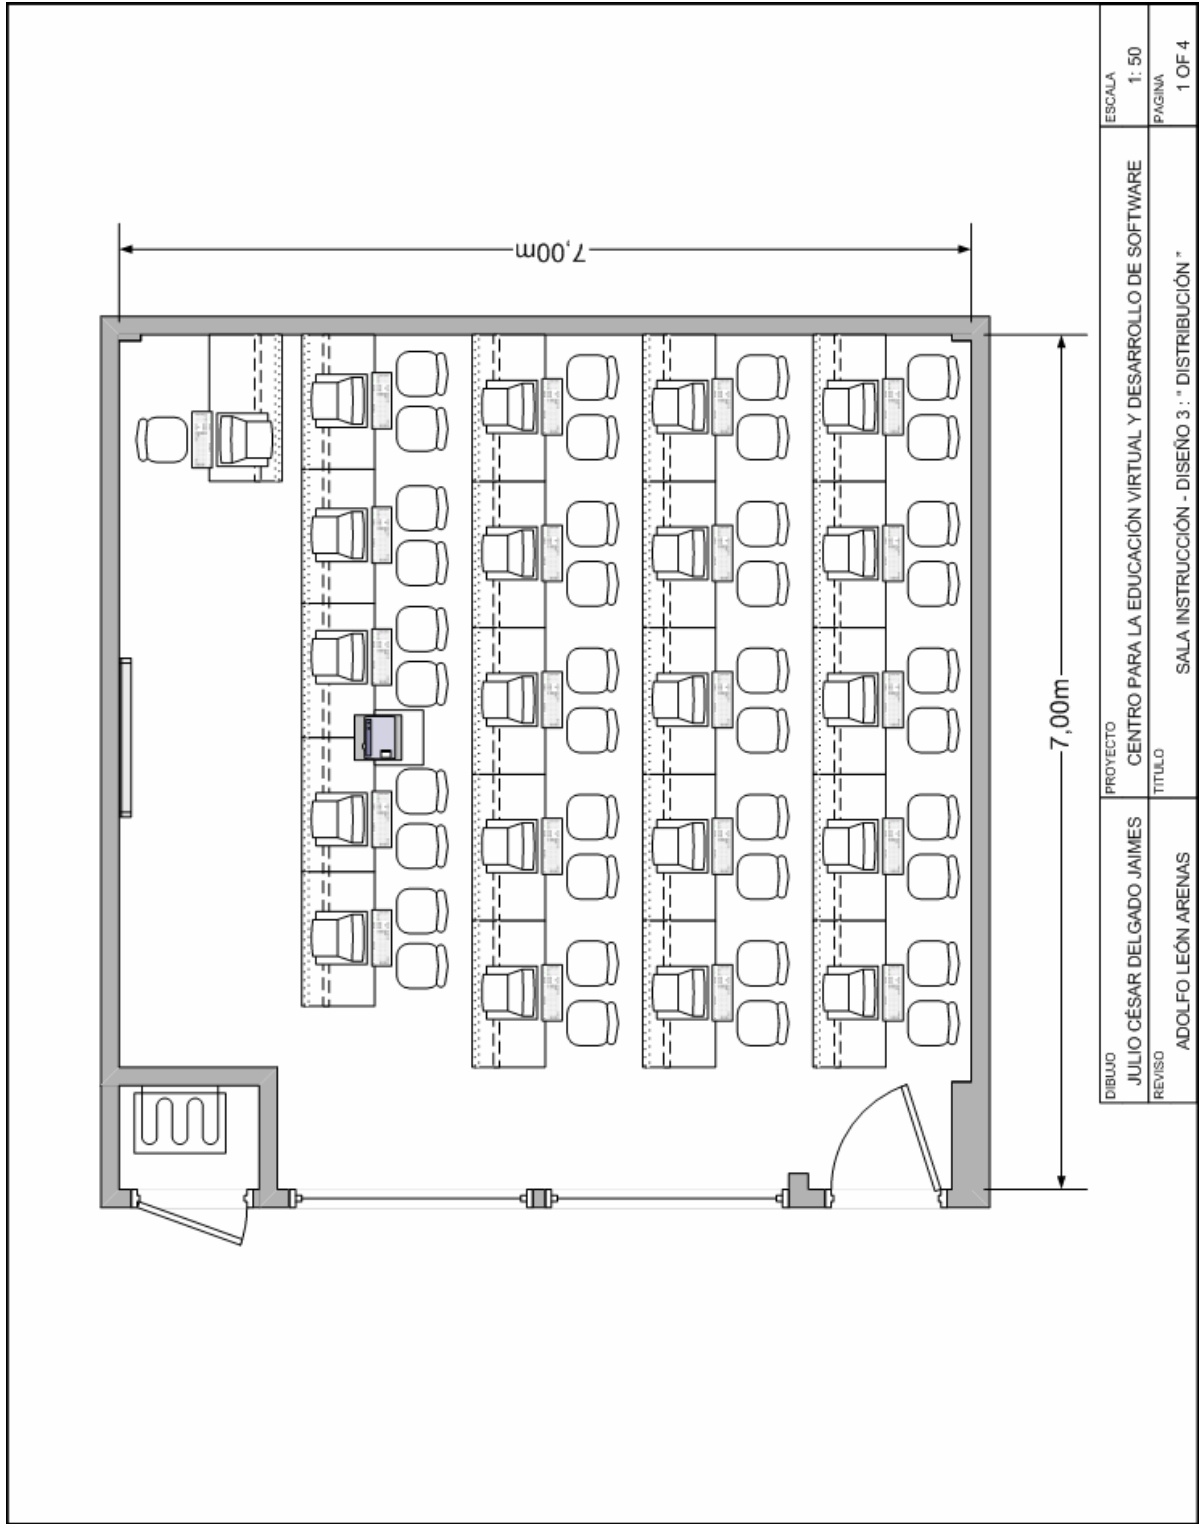 7,00m
7,00m
DIBUJO
JULIO CÉSAR DELGADO JAIMES
REVISO
ADOLFO LEÓN ARENAS
PROYECTO
CENTRO PARA LA EDUCACIÓN VIRTUAL Y DESARROLLO DE SOFTWARE
TITULO
SALA INSTRUCCIÓN - DISEÑO 3 : " DISTRIBUCIÓN "
ESCALA
1: 50
PAGINA
1 OF 4